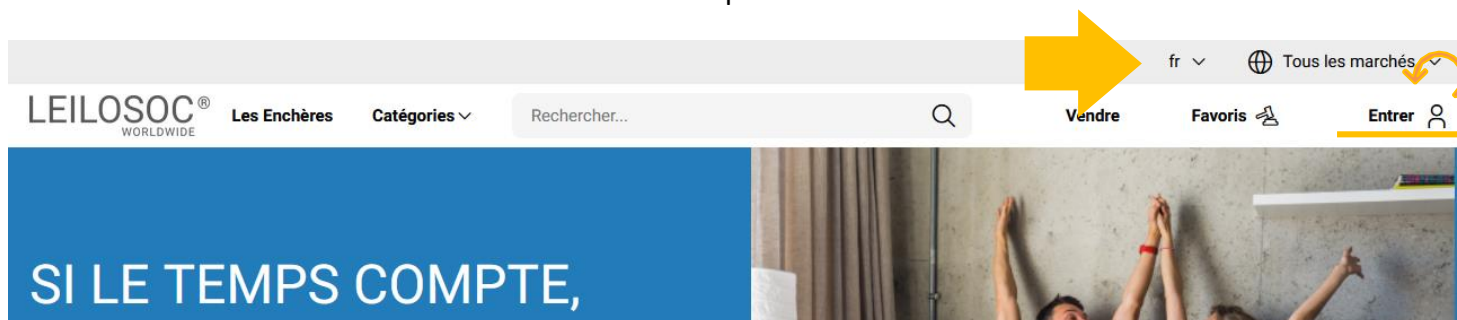 fr Tous les marchés
LEILOSOC®
WORLDWIDE
Les Enchères Catégories Rechercher... Vendre Favoris Entrer
SI LE TEMPS COMPTE,